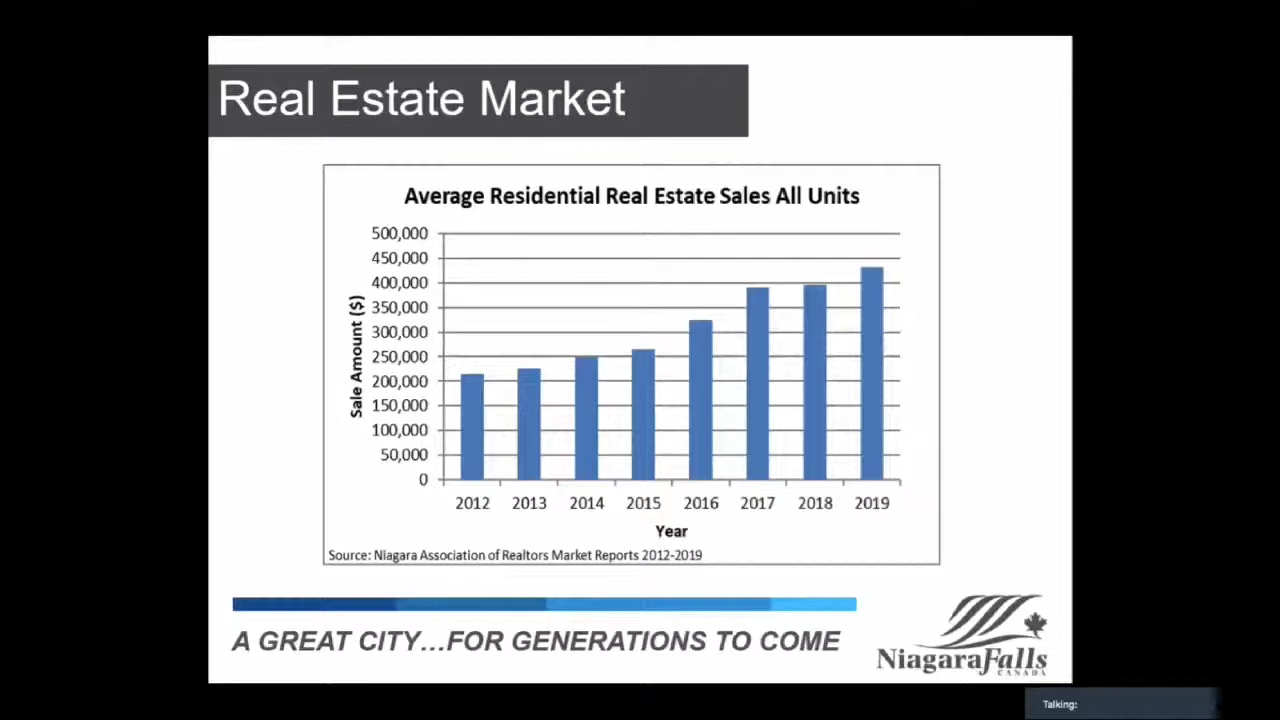 Real Estate Market
Average Residential Real Estate Sales All Units
500,000
450,000
400,000
350,000
300,000
250,000
200,000
150,000
100,000
50,000
0
Sale Amount ($)
2012 2013 2014 2015 2016 2017 2018 2019
Year
Source: Niagara Association of Realtors Market Reports 2012-2019
A GREAT CITY...FOR GENERATIONS TO COME
NiagaraFalls
CANADA
Talking: